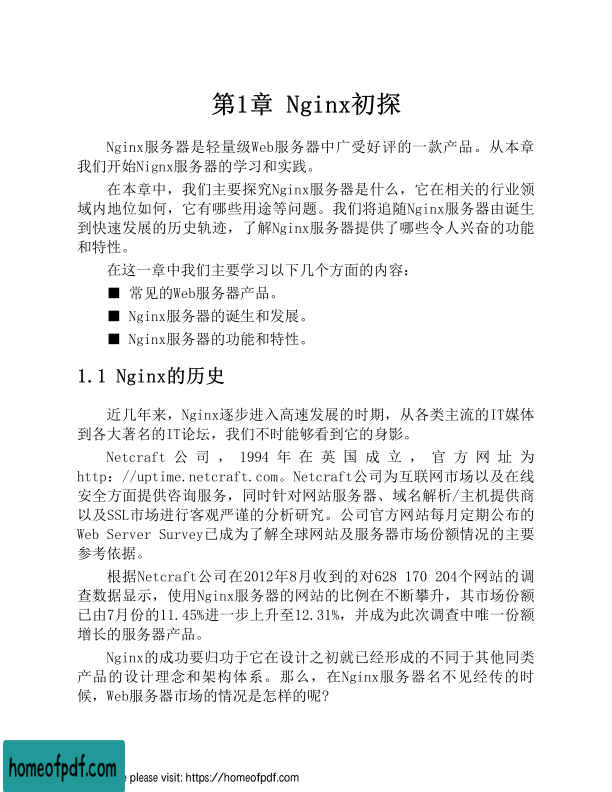 第1章 Nginx初探
Nginx服务器是轻量级Web服务器中广受好评的一款产品。从本章
我们开始Nignx服务器的学习和实践。
在本章中，我们主要探究Nginx服务器是什么，它在相关的行业领
域内地位如何，它有哪些用途等问题。我们将追随Nginx服务器由诞生
到快速发展的历史轨迹，了解Nginx服务器提供了哪些令人兴奋的功能
和特性。
在这一章中我们主要学习以下几个方面的内容：
■ 常见的Web服务器产品。
■ Nginx服务器的诞生和发展。
■ Nginx服务器的功能和特性。
1.1 Nginx的历史
近几年来，Nginx逐步进入高速发展的时期，从各类主流的IT媒体
到各大著名的IT论坛，我们不时能够看到它的身影。
Netcraft公司，1994年在英国成立，官方网址为
http：//uptime.netcraft.com。Netcraft公司为互联网市场以及在线
安全方面提供咨询服务，同时针对网站服务器、域名解析/主机提供商
以及SSL市场进行客观严谨的分析研究。公司官方网站每月定期公布的
Web Server Survey已成为了解全球网站及服务器市场份额情况的主要
参考依据。
根据Netcraft公司在2012年8月收到的对628 170 204个网站的调
查数据显示，使用Nginx服务器的网站的比例在不断攀升，其市场份额
已由7月份的11.45%进一步上升至12.31%，并成为此次调查中唯一份额
增长的服务器产品。
Nginx的成功要归功于它在设计之初就已经形成的不同于其他同类
产品的设计理念和架构体系。那么，在Nginx服务器名不见经传的时
候，Web服务器市场的情况是怎样的呢?
homeofpdf.com
please visit: https://homeofpdf.com